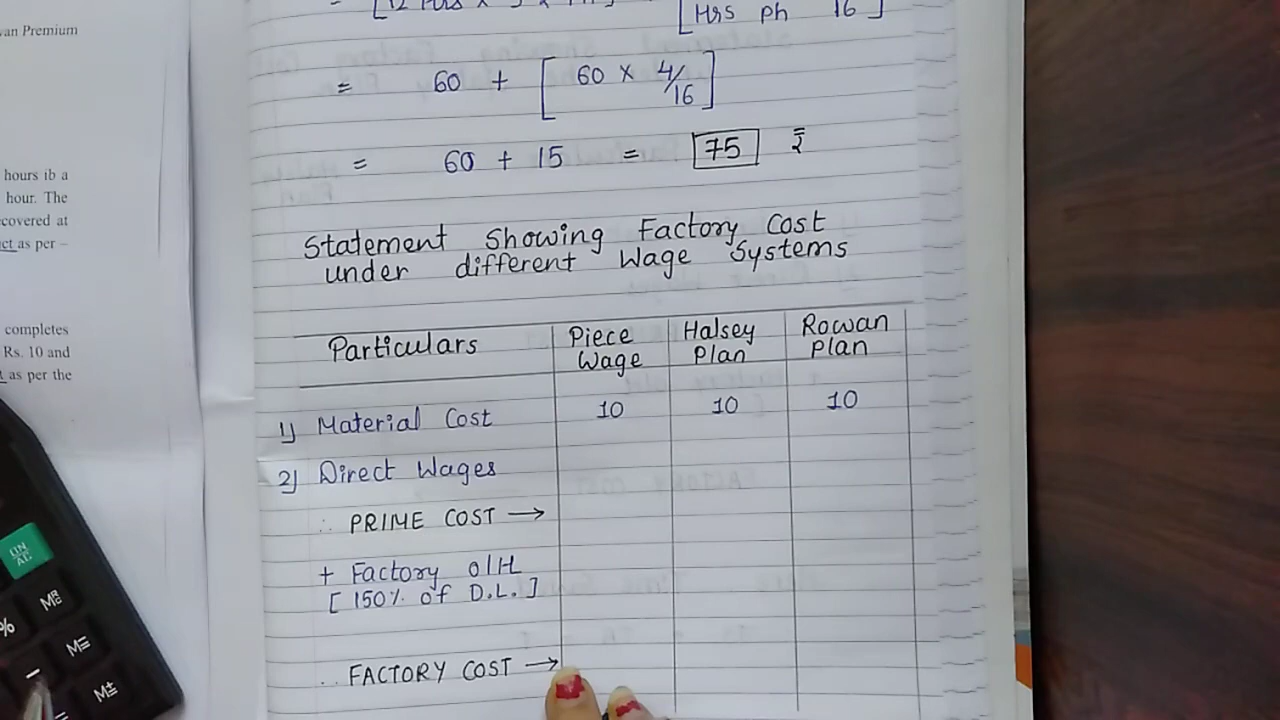 van Premium
hours ib a
hour. The
covered at
ct as per –
completes
Rs. 10 and
as per the
Hrs ph 16 ]
= 60 + [ 60 × 4/16 ]
= 60 + 15 = 75 ₹
Statement Showing Factory Cost
under different Wage Systems
Particulars Piece Wage Halsey Plan Rowan Plan
1) Material Cost 10 10 10
2) Direct Wages
∴ PRIME COST →
+ Factory O/H
[ 150% of D.L. ]
∴ FACTORY COST →
%
M=
M±